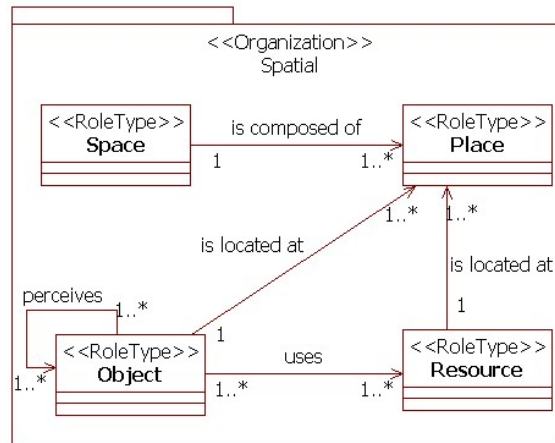 <<Organization>>
Spatial
<<RoleType>>
Space
is composed of
1
1..*
<<RoleType>>
Place
1..*
1..*
is located at
is located at
perceives
1..*
1
1
<<RoleType>>
Object
1..*
uses
1..*
1..*
<<RoleType>>
Resource